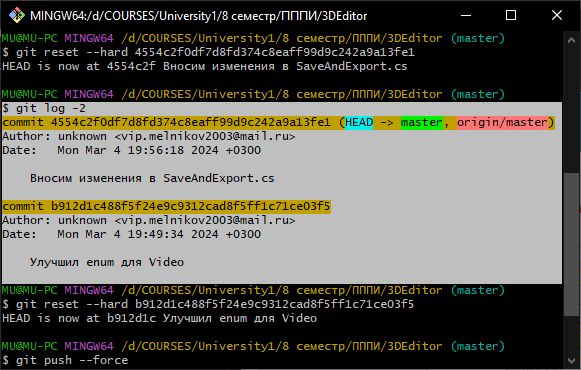 MINGW64:/d/COURSES/University1/8 семестр/ПППИ/3DEditor
MU@MU-PC MINGW64 /d/COURSES/University1/8 семестр/ПППИ/3DEditor (master)
$ git reset --hard 4554c2f0df7d8fd374c8eaff99d9c242a9a13fe1
HEAD is now at 4554c2f Вносим изменения в SaveAndExport.cs
MU@MU-PC MINGW64 /d/COURSES/University1/8 семестр/ПППИ/3DEditor (master)
$ git log -2
commit 4554c2f0df7d8fd374c8eaff99d9c242a9a13fe1 (HEAD -> master, origin/master)
Author: unknown <vip.melnikov2003@mail.ru>
Date:   Mon Mar 4 19:56:18 2024 +0300
Вносим изменения в SaveAndExport.cs
commit b912d1c488f5f24e9c9312cad8f5ff1c71ce03f5
Author: unknown <vip.melnikov2003@mail.ru>
Date:   Mon Mar 4 19:49:34 2024 +0300
Улучшил enum для Video
MU@MU-PC MINGW64 /d/COURSES/University1/8 семестр/ПППИ/3DEditor (master)
$ git reset --hard b912d1c488f5f24e9c9312cad8f5ff1c71ce03f5
HEAD is now at b912d1c Улучшил enum для Video
MU@MU-PC MINGW64 /d/COURSES/University1/8 семестр/ПППИ/3DEditor (master)
$ git push --force